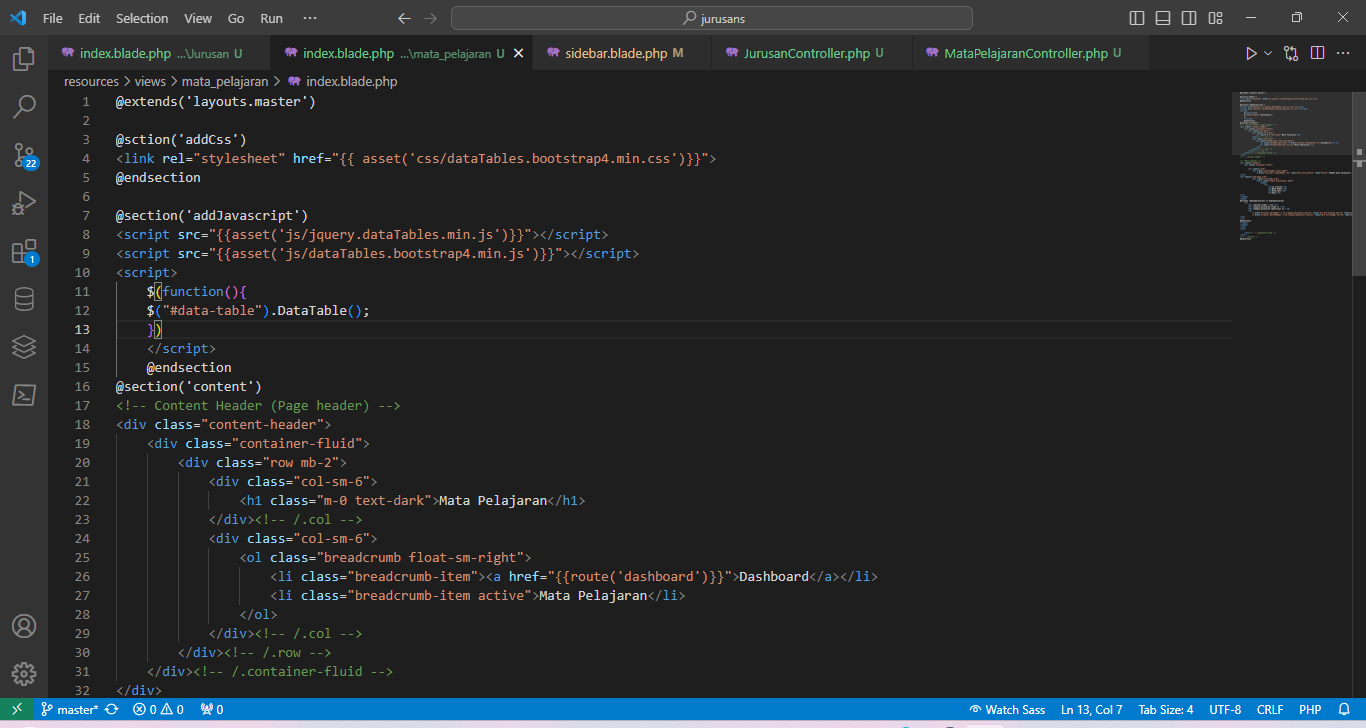 File Edit Selection View Go Run ··· jurusans
index.blade.php ...\Jurusan U index.blade.php ...\mata_pelajaran U sidebar.blade.php M JurusanController.php U MataPelajaranController.php U
resources > views > mata_pelajaran > index.blade.php
1 @extends('layouts.master')
2
3 @sction('addCss')
4 <link rel="stylesheet" href="{{ asset('css/dataTables.bootstrap4.min.css')}}">
5 @endsection
6
7 @section('addJavascript')
8 <script src="{{asset('js/jquery.dataTables.min.js')}}"></script>
9 <script src="{{asset('js/dataTables.bootstrap4.min.js')}}"></script>
10 <script>
11 $(function(){
12 $("#data-table").DataTable();
13 })
14 </script>
15 @endsection
16 @section('content')
17 <!-- Content Header (Page header) -->
18 <div class="content-header">
19 <div class="container-fluid">
20 <div class="row mb-2">
21 <div class="col-sm-6">
22 <h1 class="m-0 text-dark">Mata Pelajaran</h1>
23 </div><!-- /.col -->
24 <div class="col-sm-6">
25 <ol class="breadcrumb float-sm-right">
26 <li class="breadcrumb-item"><a href="{{route('dashboard')}}">Dashboard</a></li>
27 <li class="breadcrumb-item active">Mata Pelajaran</li>
28 </ol>
29 </div><!-- /.col -->
30 </div><!-- /.row -->
31 </div><!-- /.container-fluid -->
32 </div>
22
1
master* 0 0 0 Watch Sass Ln 13, Col 7 Tab Size: 4 UTF-8 CRLF PHP